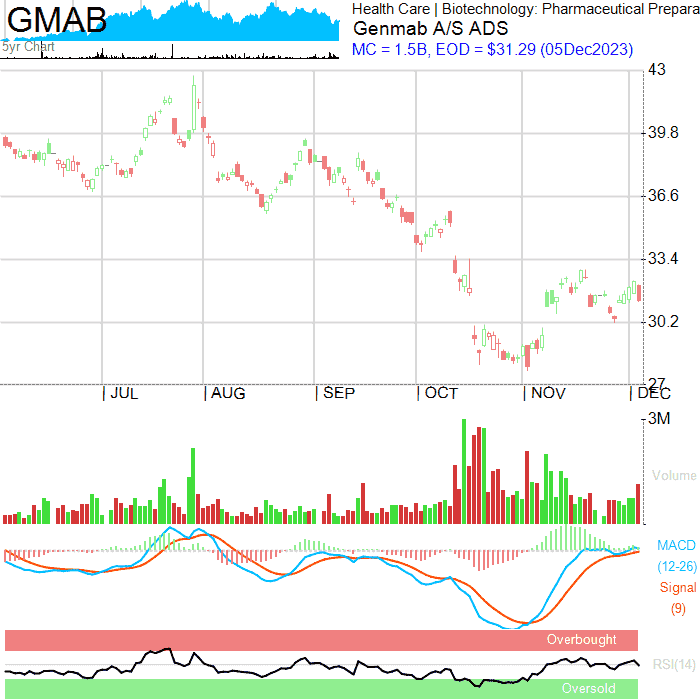 GMAB
5yr Chart
Health Care | Biotechnology: Pharmaceutical Prepara
Genmab A/S ADS
MC = 1.5B, EOD = $31.29 (05Dec2023)
43
39.8
36.6
33.4
30.2
27
| JUL | AUG | SEP | OCT | NOV | DEC
3M
Volume
MACD
(12-26)
Signal
(9)
Overbought
RSI(14)
Oversold